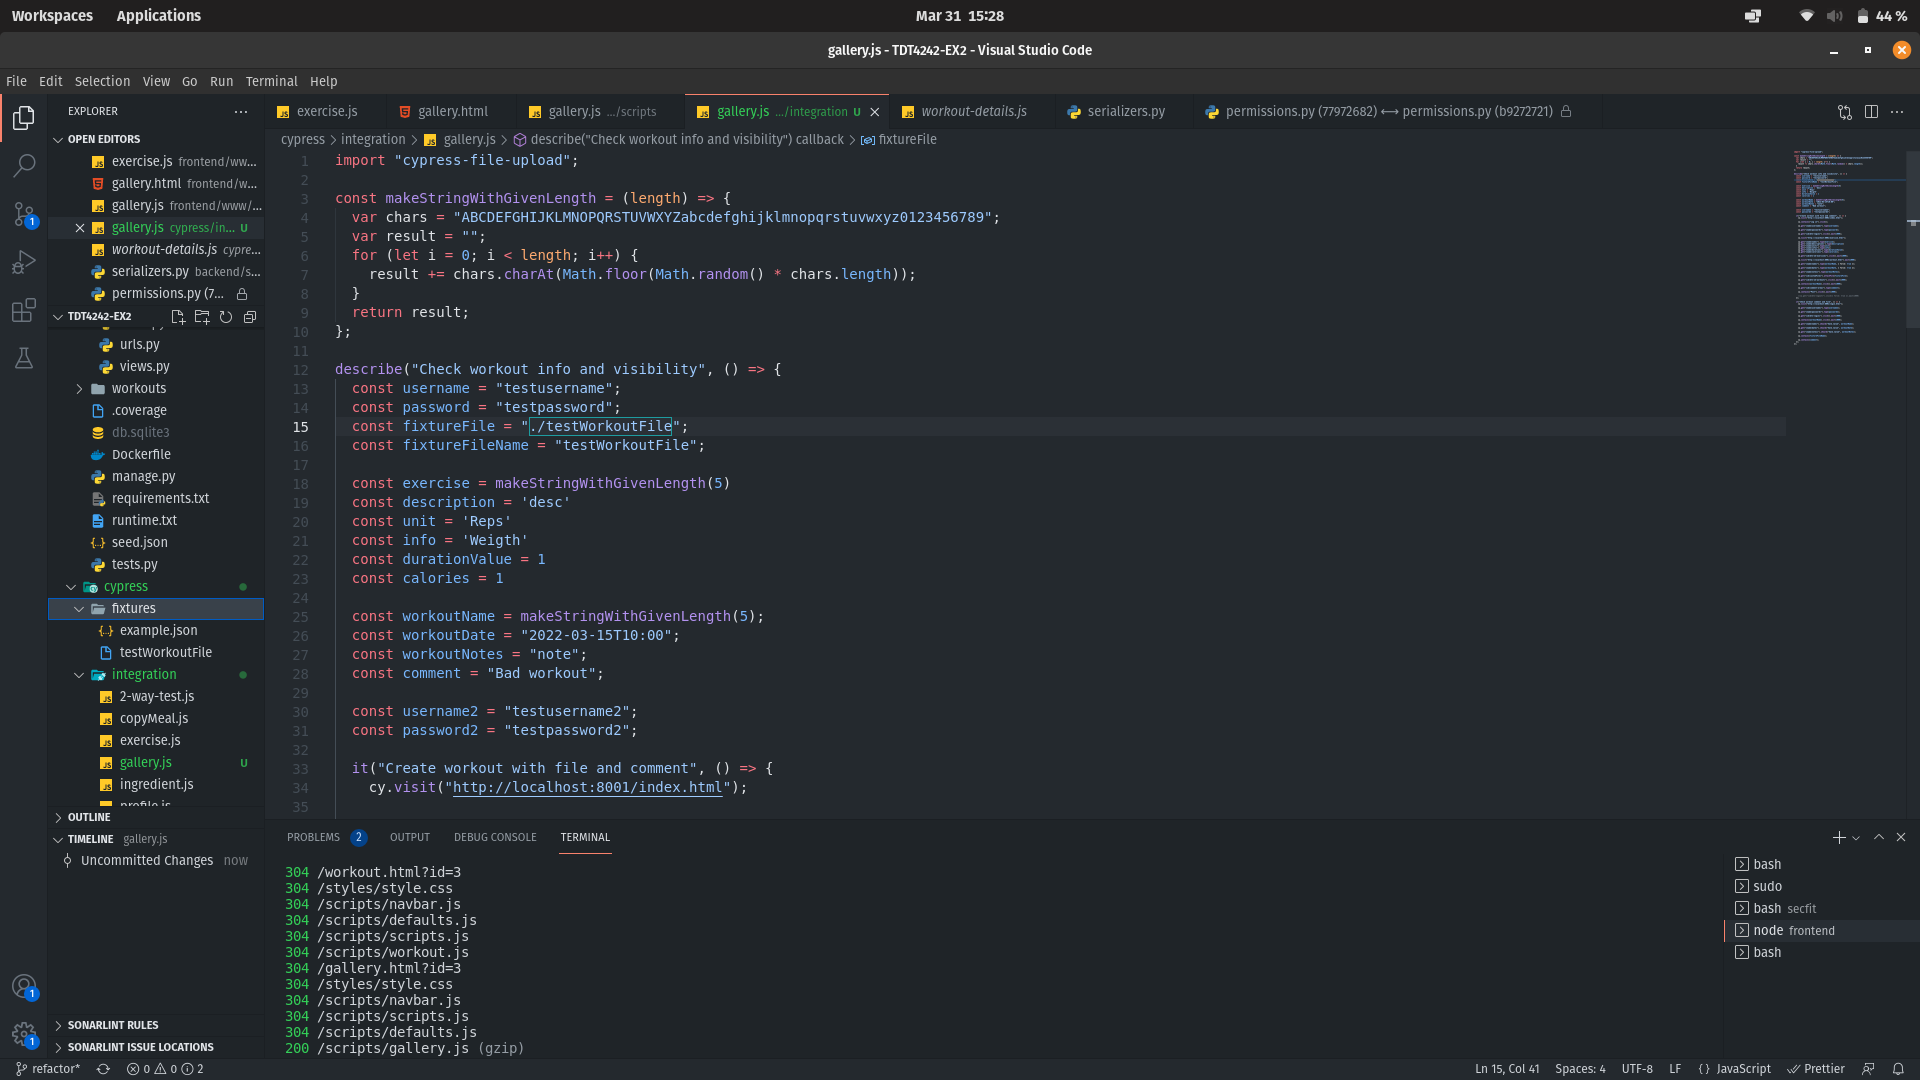 Workspaces Applications Mar 31 15:28 44 %
gallery.js - TDT4242-EX2 - Visual Studio Code
File Edit Selection View Go Run Terminal Help
EXPLORER
OPEN EDITORS
exercise.js frontend/ww...
gallery.html frontend/w...
gallery.js frontend/www/...
gallery.js cypress/in... U
workout-details.js cypre...
serializers.py backend/s...
permissions.py (7...
TDT4242-EX2
urls.py
views.py
workouts
.coverage
db.sqlite3
Dockerfile
manage.py
requirements.txt
runtime.txt
seed.json
tests.py
cypress
fixtures
example.json
testWorkoutFile
integration
2-way-test.js
copyMeal.js
exercise.js
gallery.js U
ingredient.js
profile.js
OUTLINE
TIMELINE gallery.js
Uncommitted Changes now
SONARLINT RULES
SONARLINT ISSUE LOCATIONS
exercise.js gallery.html gallery.js .../scripts gallery.js .../integration U workout-details.js serializers.py permissions.py (77972682) ⟷ permissions.py (b9272721)
cypress > integration > gallery.js > describe("Check workout info and visibility") callback > fixtureFile
1 import "cypress-file-upload";
2
3 const makeStringWithGivenLength = (length) => {
4 var chars = "ABCDEFGHIJKLMNOPQRSTUVWXYZabcdefghijklmnopqrstuvwxyz0123456789";
5 var result = "";
6 for (let i = 0; i < length; i++) {
7 result += chars.charAt(Math.floor(Math.random() * chars.length));
8 }
9 return result;
10 };
11
12 describe("Check workout info and visibility", () => {
13 const username = "testusername";
14 const password = "testpassword";
15 const fixtureFile = "./testWorkoutFile";
16 const fixtureFileName = "testWorkoutFile";
17
18 const exercise = makeStringWithGivenLength(5)
19 const description = 'desc'
20 const unit = 'Reps'
21 const info = 'Weigth'
22 const durationValue = 1
23 const calories = 1
24
25 const workoutName = makeStringWithGivenLength(5);
26 const workoutDate = "2022-03-15T10:00";
27 const workoutNotes = "note";
28 const comment = "Bad workout";
29
30 const username2 = "testusername2";
31 const password2 = "testpassword2";
32
33 it("Create workout with file and comment", () => {
34 cy.visit("http://localhost:8001/index.html");
35
PROBLEMS 2 OUTPUT DEBUG CONSOLE TERMINAL
304 /workout.html?id=3
304 /styles/style.css
304 /scripts/navbar.js
304 /scripts/defaults.js
304 /scripts/scripts.js
304 /scripts/workout.js
304 /gallery.html?id=3
304 /styles/style.css
304 /scripts/navbar.js
304 /scripts/scripts.js
304 /scripts/defaults.js
200 /scripts/gallery.js (gzip)
bash
sudo
bash secfit
node frontend
bash
1
1
1
refactor* 0 0 2 Ln 15, Col 41 Spaces: 4 UTF-8 LF { } JavaScript Prettier